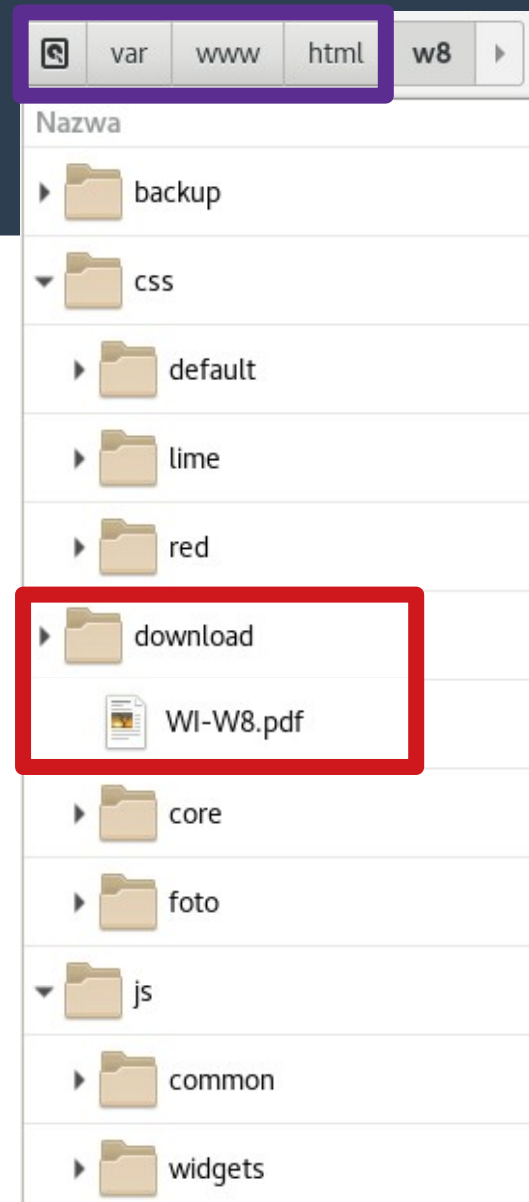 var www html w8
Nazwa
backup
css
default
lime
red
download
WI-W8.pdf
core
foto
js
common
widgets